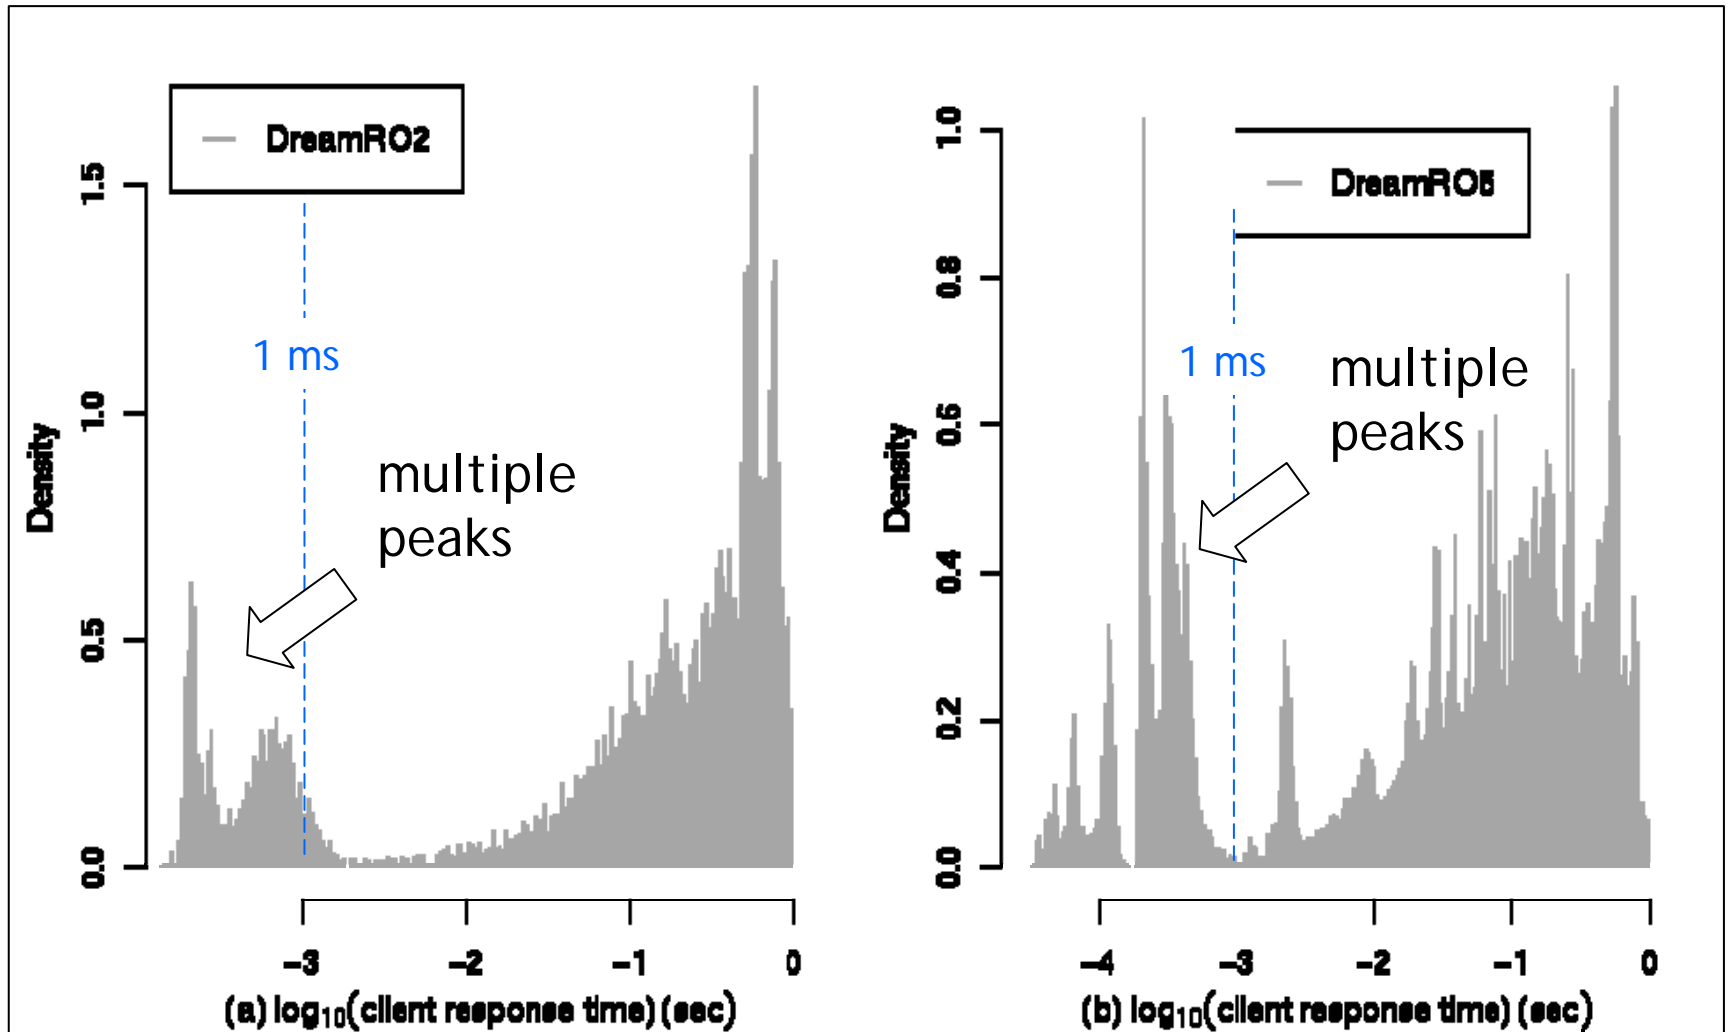 DreamRO2
1.5
1.0
0.5
0.0
Density
1 ms
multiple
peaks
−3
−2
−1
0
(a) log₁₀(client response time) (sec)
DreamRO5
1.0
0.8
0.6
0.4
0.2
0.0
Density
1 ms
multiple
peaks
−4
−3
−2
−1
0
(b) log₁₀(client response time) (sec)